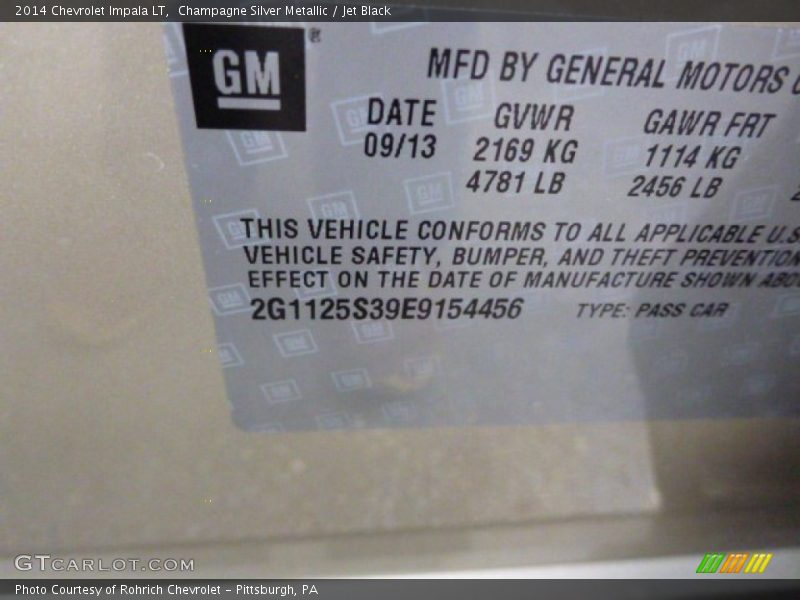 2014 Chevrolet Impala LT, Champagne Silver Metallic / Jet Black
GM ®
MFD BY GENERAL MOTORS
DATE GVWR GAWR FRT
09/13 2169 KG 1114 KG
4781 LB 2456 LB
THIS VEHICLE CONFORMS TO ALL APPLICABLE U.S
VEHICLE SAFETY, BUMPER, AND THEFT PREVENTION
EFFECT ON THE DATE OF MANUFACTURE SHOWN ABO
2G1125S39E9154456 TYPE: PASS CAR
GTCARLOT.COM
Photo Courtesy of Rohrich Chevrolet – Pittsburgh, PA